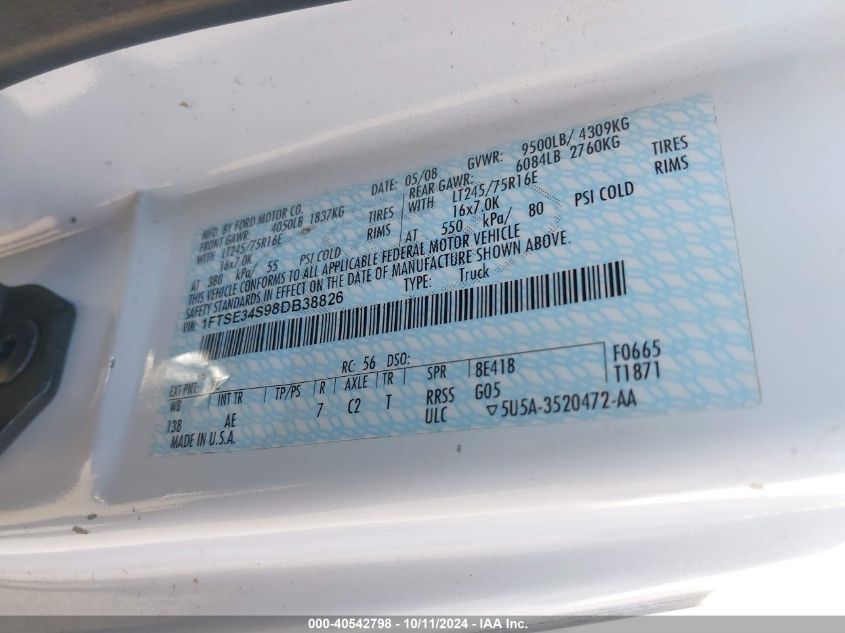 MFD. BY FORD MOTOR CO.
DATE: 05/08 GVWR: 9500LB/ 4309KG
FRONT GAWR: 4050LB 1837KG REAR GAWR: 6084LB 2760KG
WITH LT245/75R16E TIRES WITH LT245/75R16E TIRES
16x7.0K RIMS 16x7.0K RIMS
AT 380 kPa/ 55 PSI COLD AT 550 kPa/ 80 PSI COLD
THIS VEHICLE CONFORMS TO ALL APPLICABLE FEDERAL MOTOR VEHICLE
SAFETY STANDARDS IN EFFECT ON THE DATE OF MANUFACTURE SHOWN ABOVE.
VIN: 1FTSE34S98DB38826 TYPE: Truck
EXT PNT: RC: 56 DSO:
WB INT TR TP/PS R AXLE TR SPR 8E418 F0665
138 AE 7 C2 T RRSS G05 T1871
MADE IN U.S.A. ULC ▽5U5A-3520472-AA
000-40542798 - 10/11/2024 - IAA Inc.